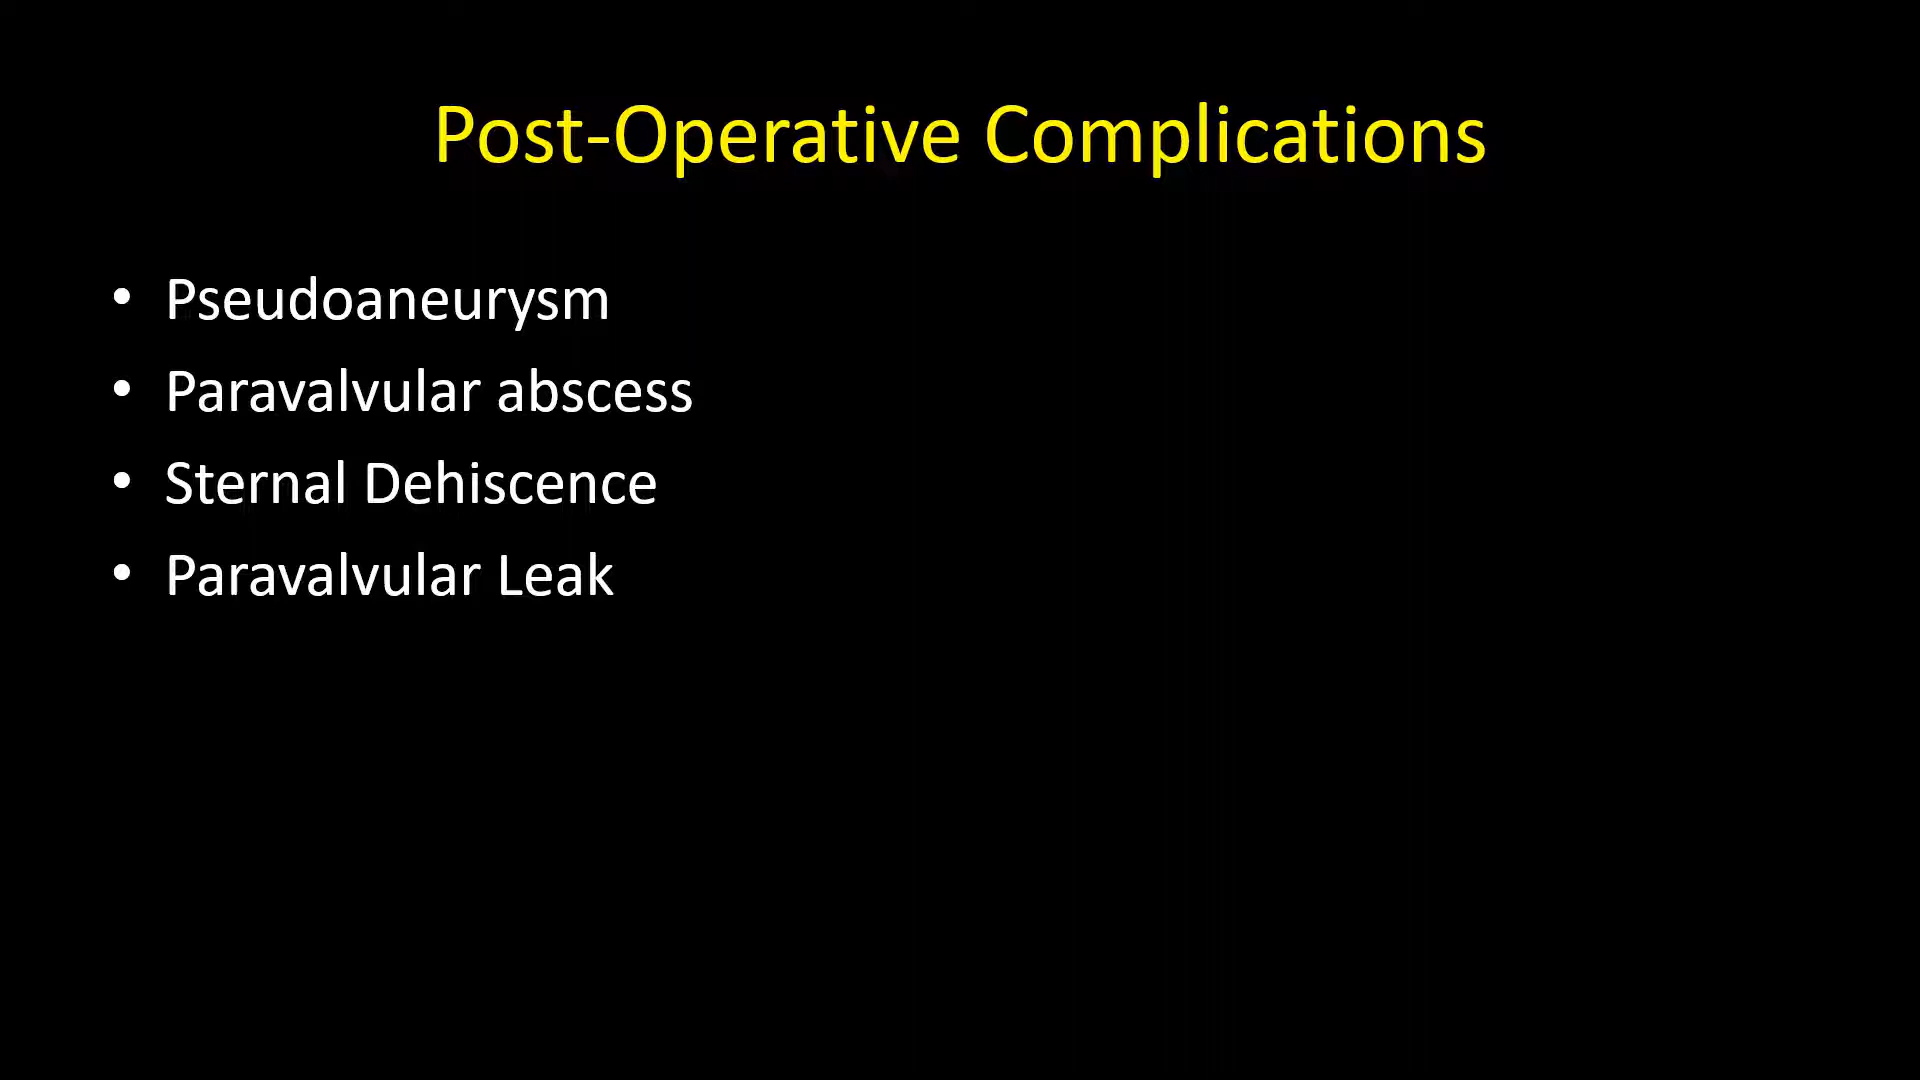 Post-Operative Complications
• Pseudoaneurysm
• Paravalvular abscess
• Sternal Dehiscence
• Paravalvular Leak